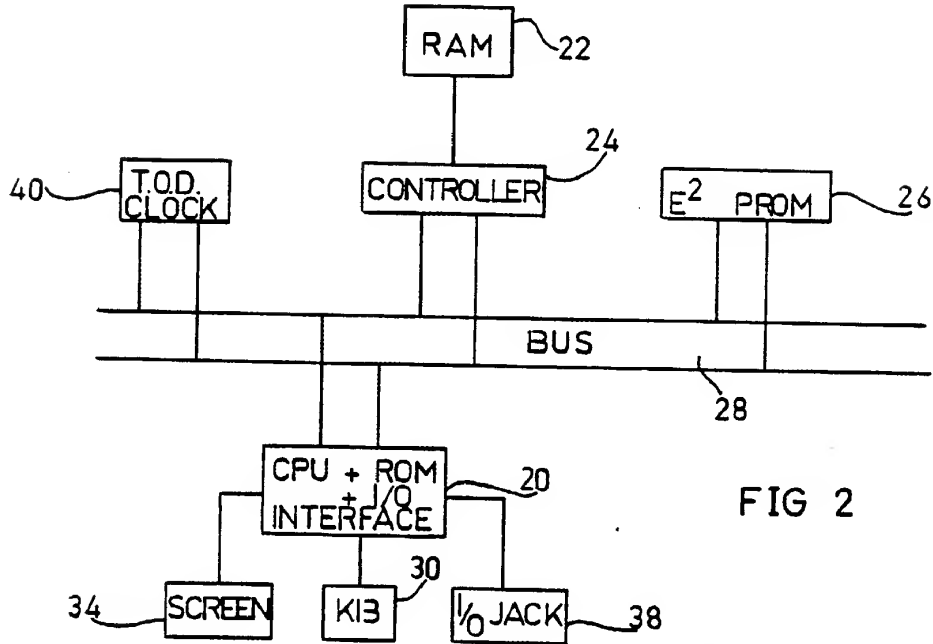 RAM
22
T.O.D.
CLOCK
40
CONTROLLER
24
E² PROM
26
BUS
28
CPU + ROM
+ I/O
INTERFACE
20
FIG 2
34
SCREEN
30
K13
I/O JACK
38